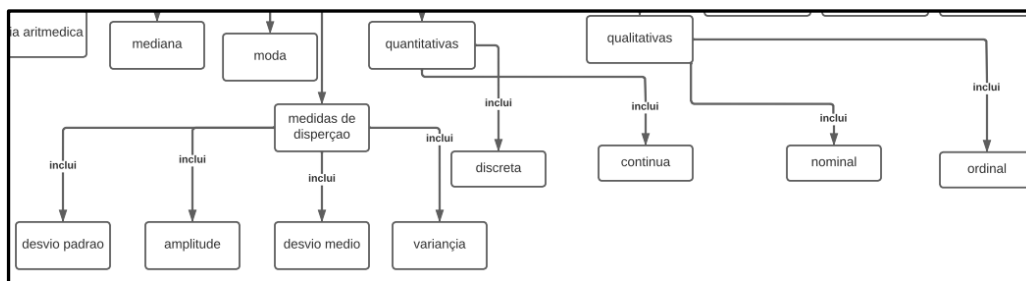 ia aritmedica
mediana
moda
quantitativas
qualitativas
inclui
inclui
inclui
inclui
medidas de
disperçao
inclui
discreta
continua
nominal
ordinal
inclui
inclui
inclui
desvio padrao
amplitude
desvio medio
variançia